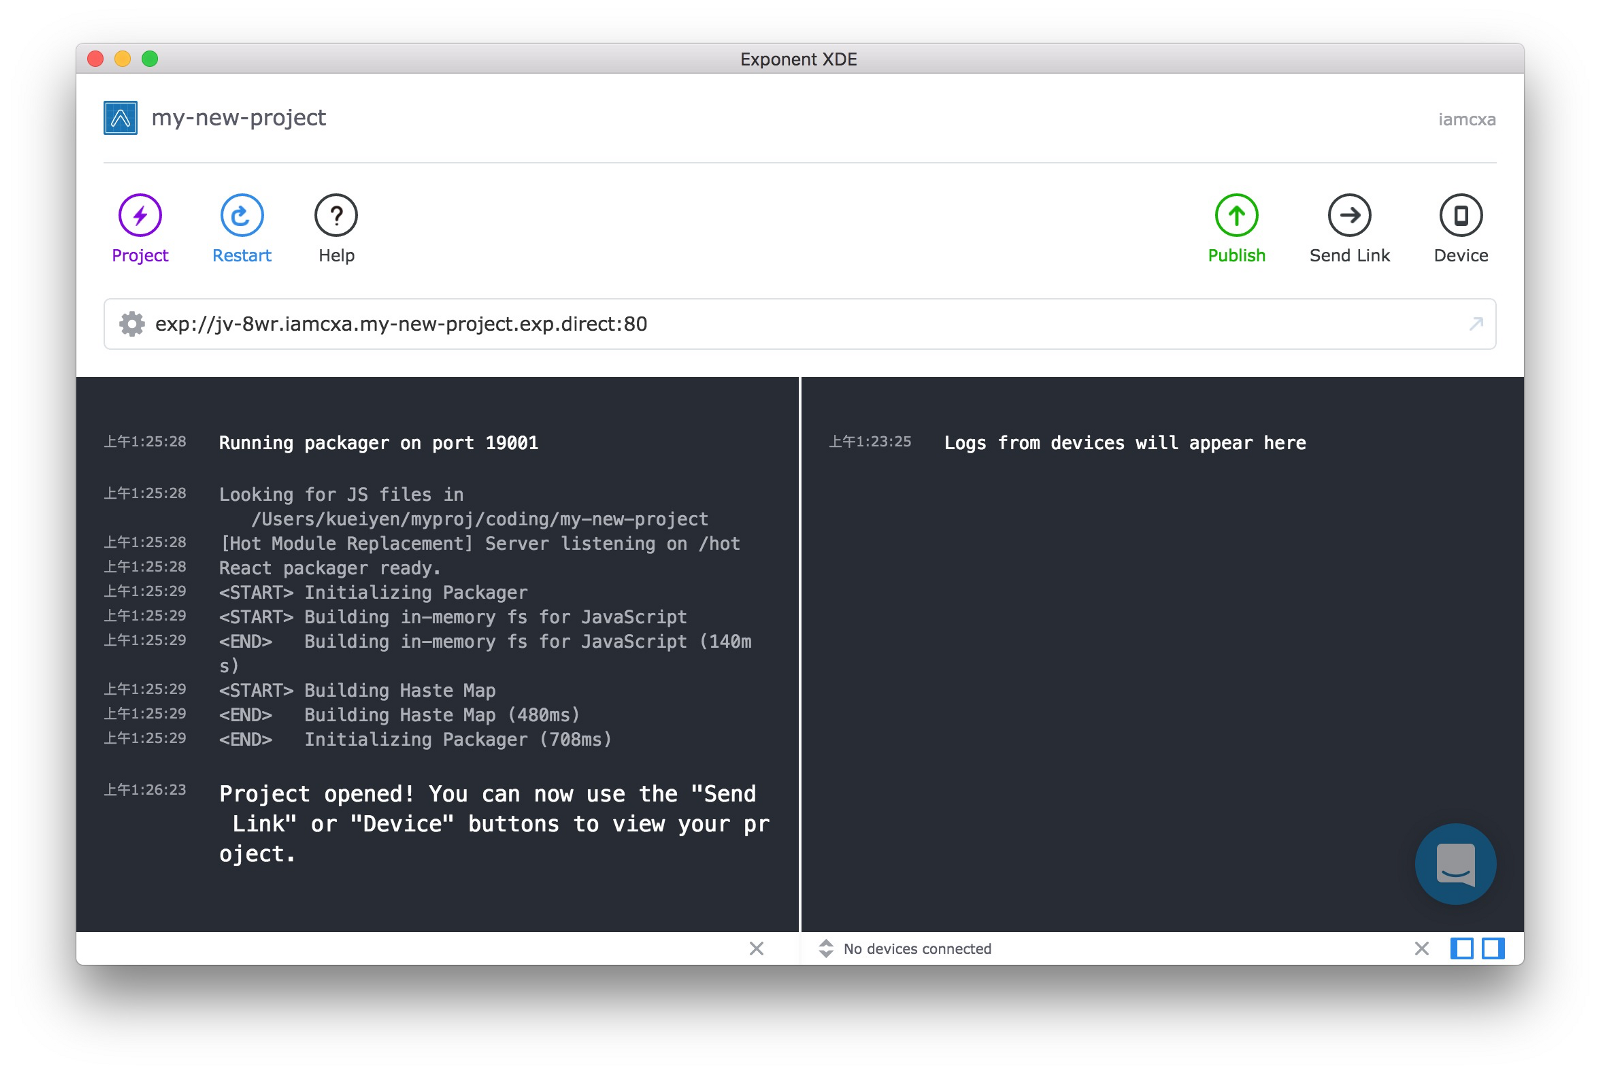 Exponent XDE
my-new-project
iamcxa
Project
Restart
Help
Publish
Send Link
Device
exp://jv-8wr.iamcxa.my-new-project.exp.direct:80
上午1:25:28 Running packager on port 19001
上午1:25:28 Looking for JS files in
/Users/kueiyen/myproj/coding/my-new-project
上午1:25:28 [Hot Module Replacement] Server listening on /hot
上午1:25:28 React packager ready.
上午1:25:29 <START> Initializing Packager
上午1:25:29 <START> Building in-memory fs for JavaScript
上午1:25:29 <END>   Building in-memory fs for JavaScript (140m
s)
上午1:25:29 <START> Building Haste Map
上午1:25:29 <END>   Building Haste Map (480ms)
上午1:25:29 <END>   Initializing Packager (708ms)
上午1:26:23 Project opened! You can now use the "Send
Link" or "Device" buttons to view your pr
oject.
上午1:23:25 Logs from devices will appear here
No devices connected